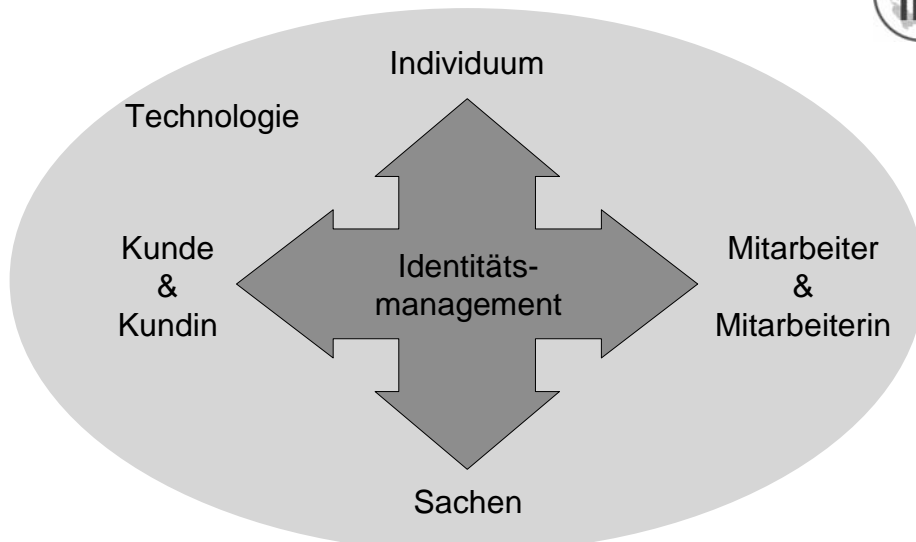 Individuum
Technologie
Kunde
&
Kundin
Identitäts-
management
Mitarbeiter
&
Mitarbeiterin
Sachen